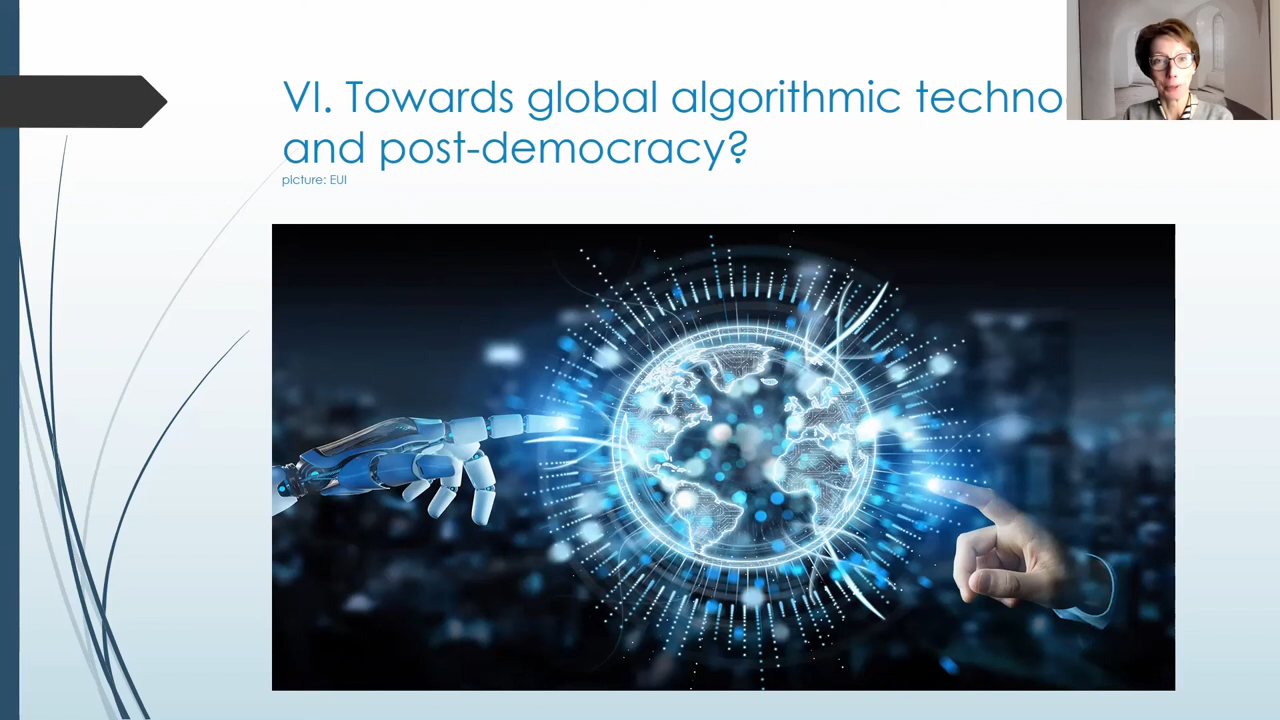 VI. Towards global algorithmic techno
and post-democracy?
picture: EUI